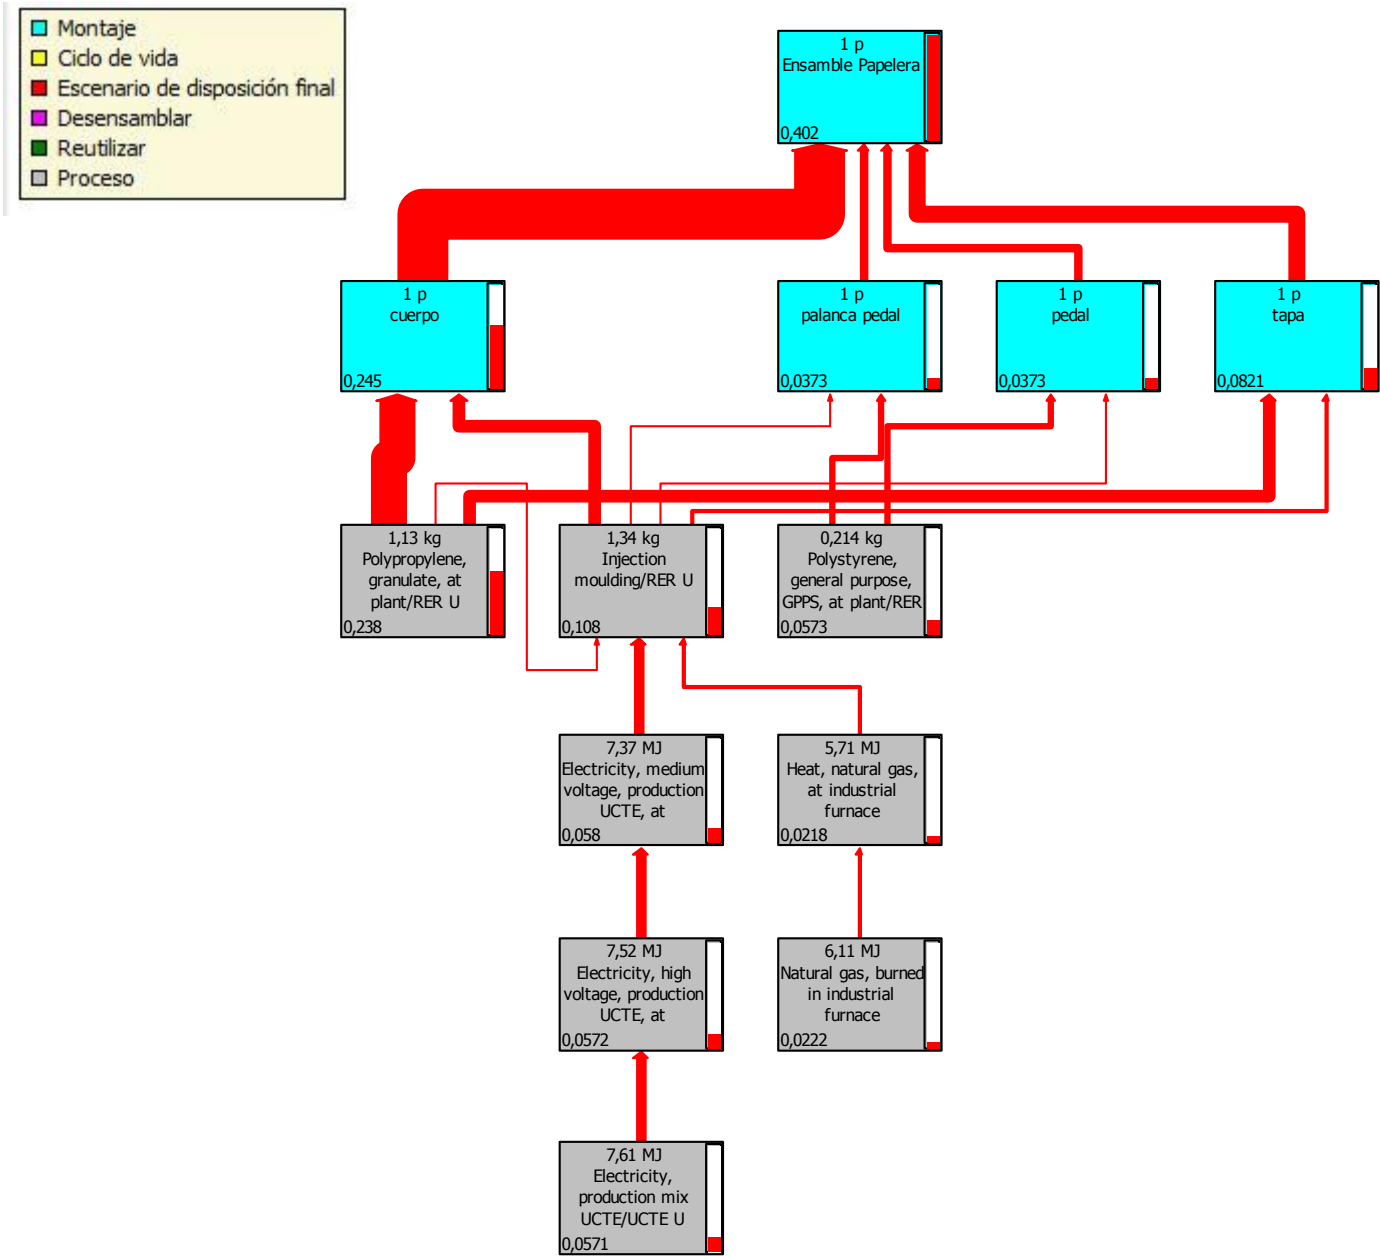 Montaje
Ciclo de vida
Escenario de disposición final
Desensamblar
Reutilizar
Proceso
1 p
Ensamble Papelera
0,402
1 p
cuerpo
0,245
1 p
palanca pedal
0,0373
1 p
pedal
0,0373
1 p
tapa
0,0821
1,13 kg
Polypropylene,
granulate, at
plant/RER U
0,238
1,34 kg
Injection
moulding/RER U
0,108
0,214 kg
Polystyrene,
general purpose,
GPPS, at plant/RER
0,0573
7,37 MJ
Electricity, medium
voltage, production
UCTE, at
0,058
5,71 MJ
Heat, natural gas,
at industrial
furnace
0,0218
7,52 MJ
Electricity, high
voltage, production
UCTE, at
0,0572
6,11 MJ
Natural gas, burned
in industrial
furnace
0,0222
7,61 MJ
Electricity,
production mix
UCTE/UCTE U
0,0571